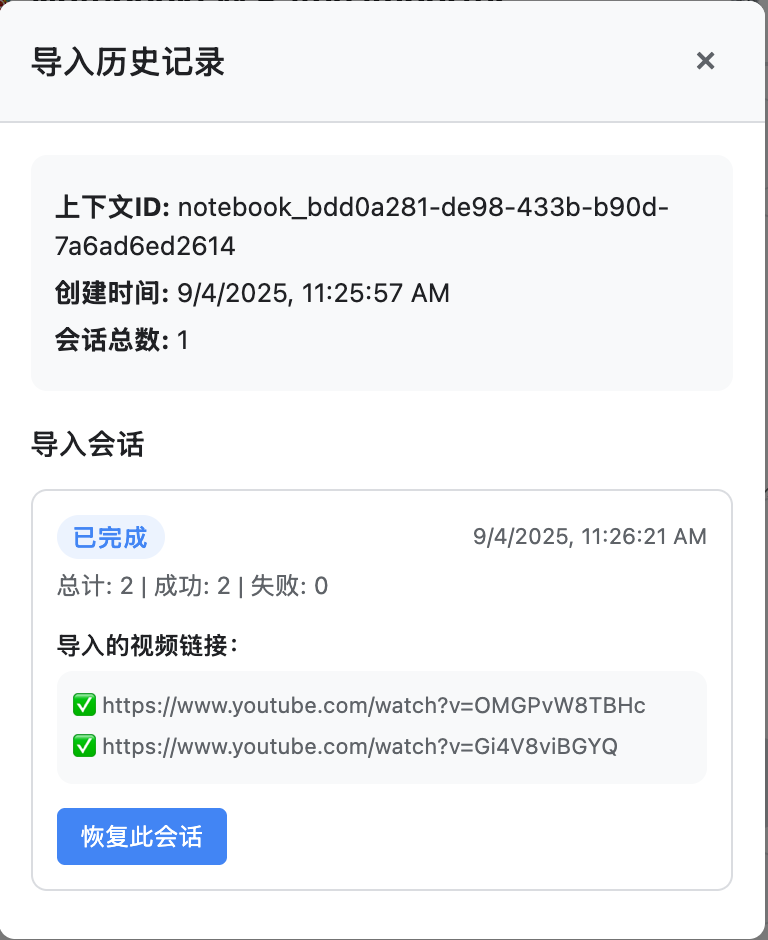 导入历史记录
×
上下文ID: notebook_bdd0a281-de98-433b-b90d-
7a6ad6ed2614
创建时间: 9/4/2025, 11:25:57 AM
会话总数: 1
导入会话
已完成
9/4/2025, 11:26:21 AM
总计: 2 | 成功: 2 | 失败: 0
导入的视频链接：
✅ https://www.youtube.com/watch?v=OMGPvW8TBHc
✅ https://www.youtube.com/watch?v=Gi4V8viBGYQ
恢复此会话